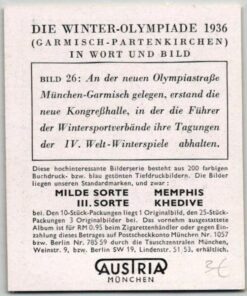 DIE WINTER-OLYMPIADE 1936
(GARMISCH-PARTENKIRCHEN)
IN WORT UND BILD
BILD 26: An der neuen Olympiastraße
München-Garmisch gelegen, erstand die
neue Kongreßhalle, in der die Führer
der Wintersportverbände ihre Tagungen
der IV. Welt-Winterspiele abhalten.
Diese hochinteressante Bilderserie besteht aus 200 farbigen
Buchdruck- bzw. blau getönten Tiefdruckbildern. Die Bilder
liegen unseren Standardmarken, und zwar:
MILDE SORTE MEMPHIS
III. SORTE KHEDIVE
bei. Den 10-Stück-Packungen liegt 1 Originalbild, den 25-Stück-
Packungen 3 Originalbilder bei. Das vornehm ausgestattete Album
ist für RM 0.95 beim Zigarettenhändler oder gegen Einzahlung
dieses Betrages auf Postscheckkonto München Nr. 1057
bzw. Berlin Nr. 785 59 durch die Tauschzentralen München,
Weinstr. 9, bzw. Berlin SW 19, Lindenstr. 51.53, erhältlich.
AUSTRIA
MÜNCHEN